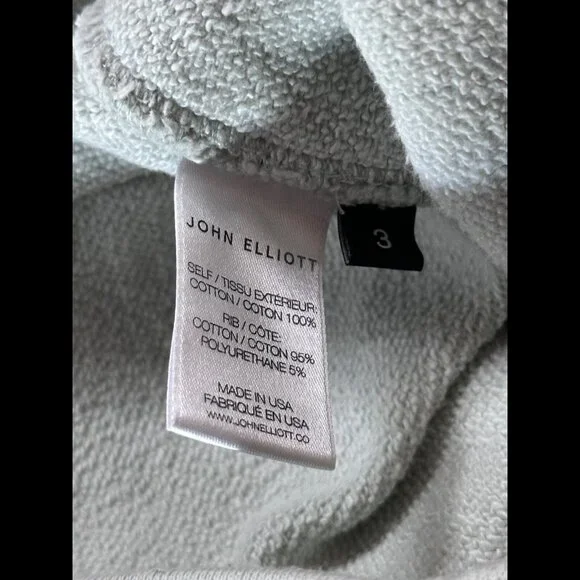 JOHN ELLIOTT
SELF / TISSU EXTÉRIEUR:
COTTON / COTON 100%
RIB / CÔTE:
COTTON / COTON 95%
POLYURETHANE 5%
MADE IN USA
FABRIQUÉ EN USA
WWW.JOHNELLIOTT.CO
3